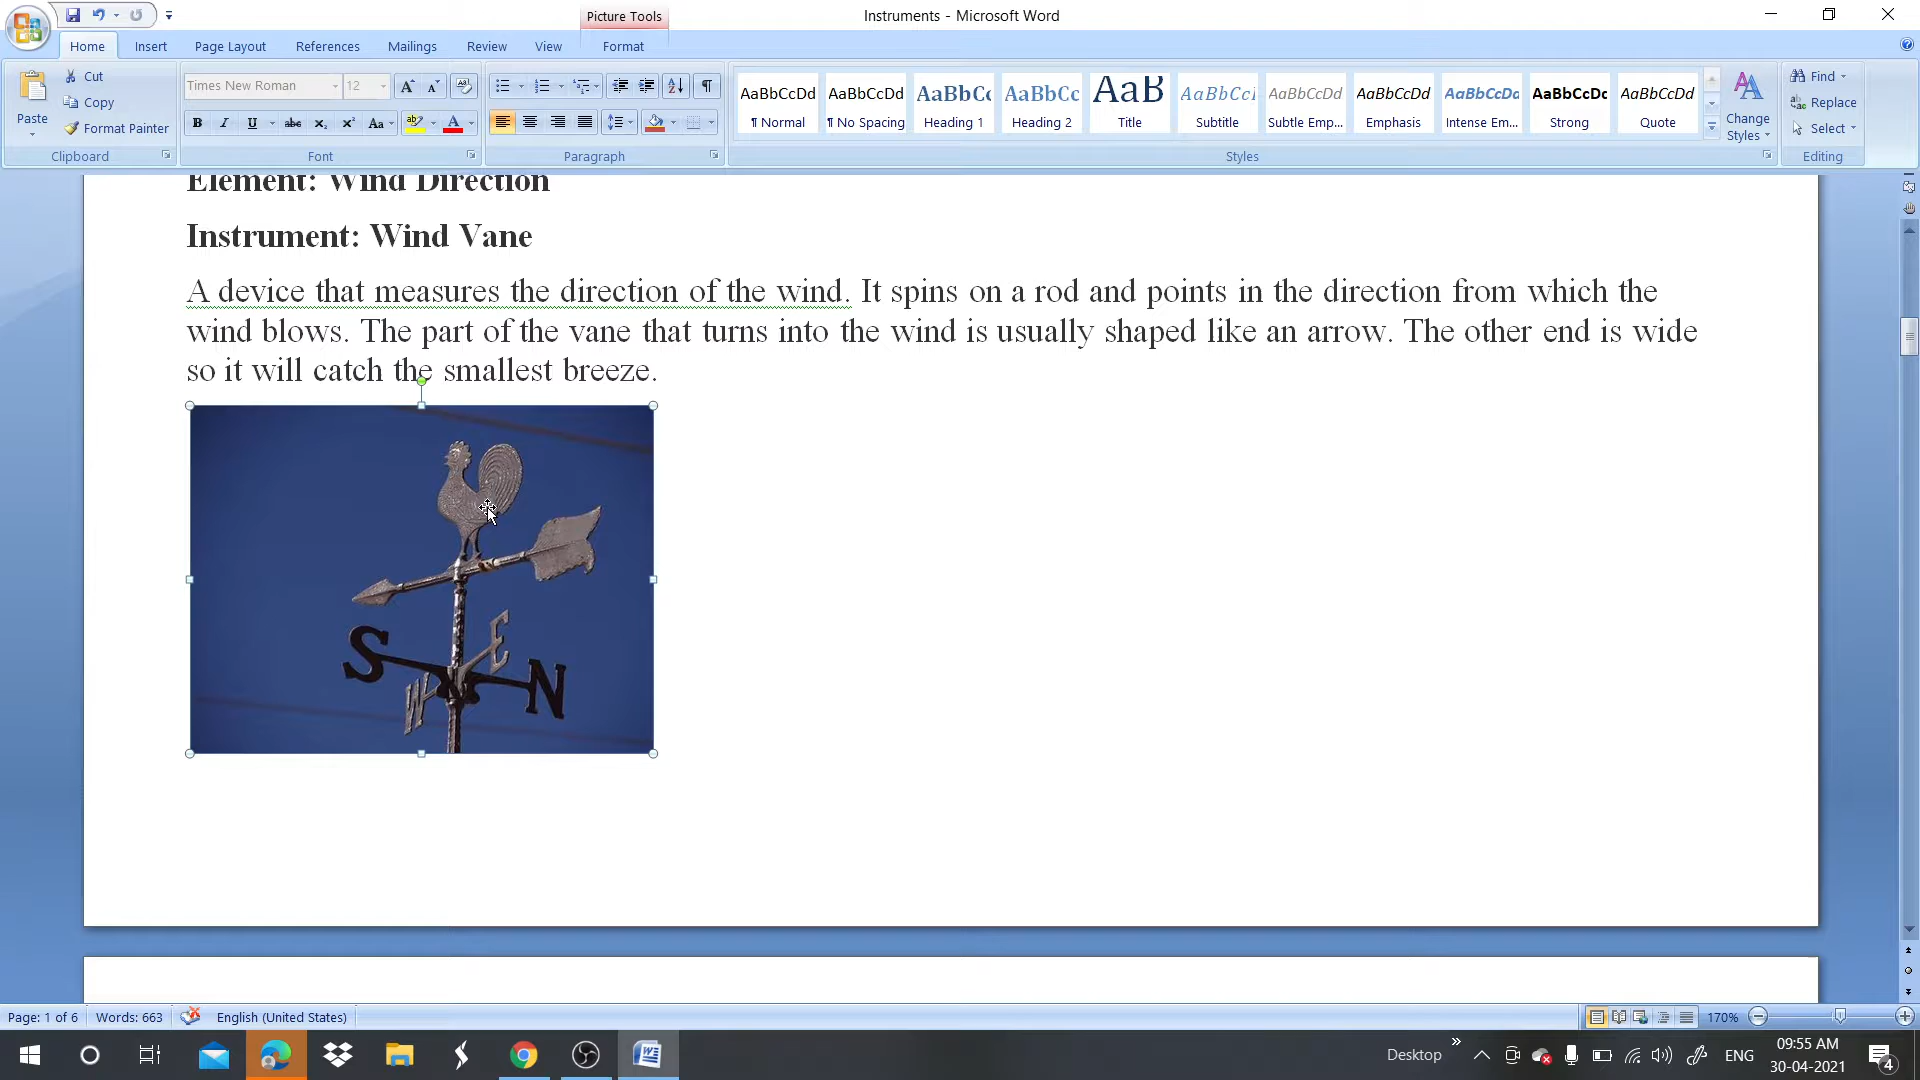 Picture Tools
Instruments - Microsoft Word
Home Insert Page Layout References Mailings Review View Format
Paste
Cut
Copy
Format Painter
Clipboard
Times New Roman 12
Font
Paragraph
AaBbCcDd
¶ Normal
AaBbCcDd
¶ No Spacing
AaBbCc
Heading 1
AaBbCc
Heading 2
AaB
Title
AaBbCcI
Subtitle
AaBbCcDd
Subtle Emp...
AaBbCcDd
Emphasis
AaBbCcDd
Intense Em...
AaBbCcDd
Strong
AaBbCcDd
Quote
Change
Styles
Styles
Find
Replace
Select
Editing
Element: Wind Direction
Instrument: Wind Vane
A device that measures the direction of the wind. It spins on a rod and points in the direction from which the
wind blows. The part of the vane that turns into the wind is usually shaped like an arrow. The other end is wide
so it will catch the smallest breeze.
S E
W N
Page: 1 of 6 Words: 663 English (United States) 170%
Desktop ENG
09:55 AM
30-04-2021
4